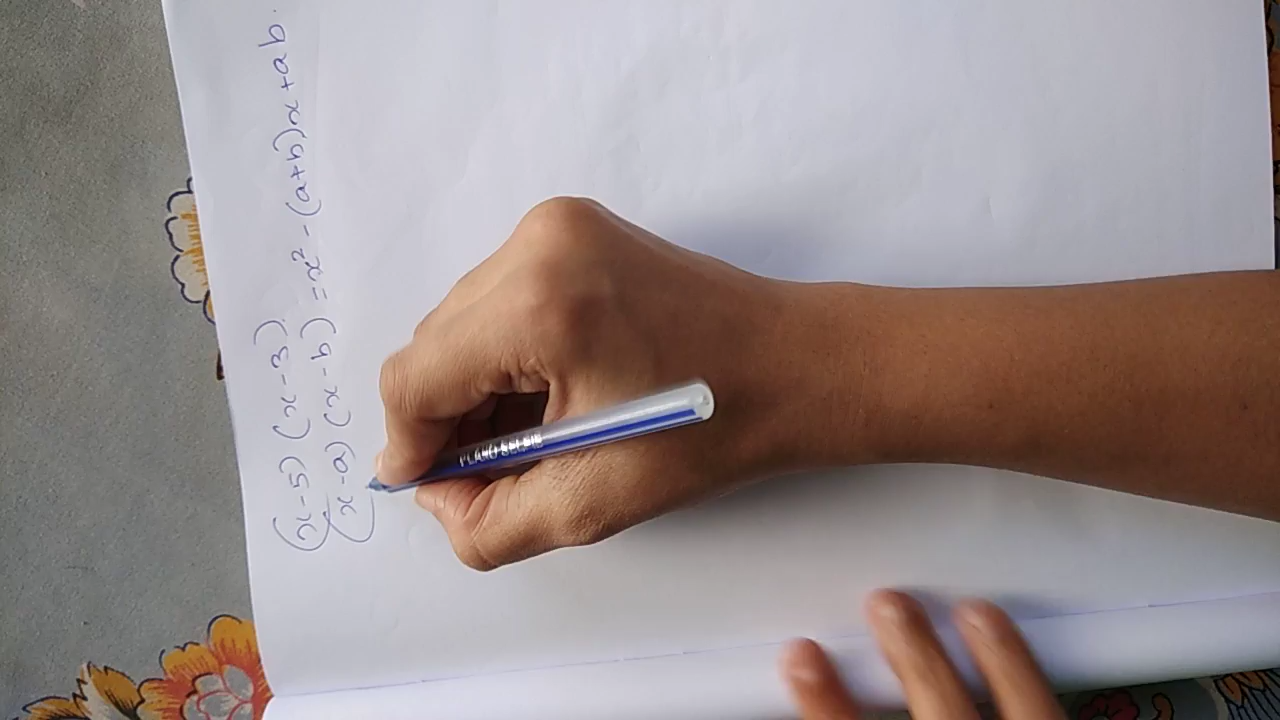 (x-5) (x-3)
(x-a) (x-b) = x² - (a+b)x + ab.